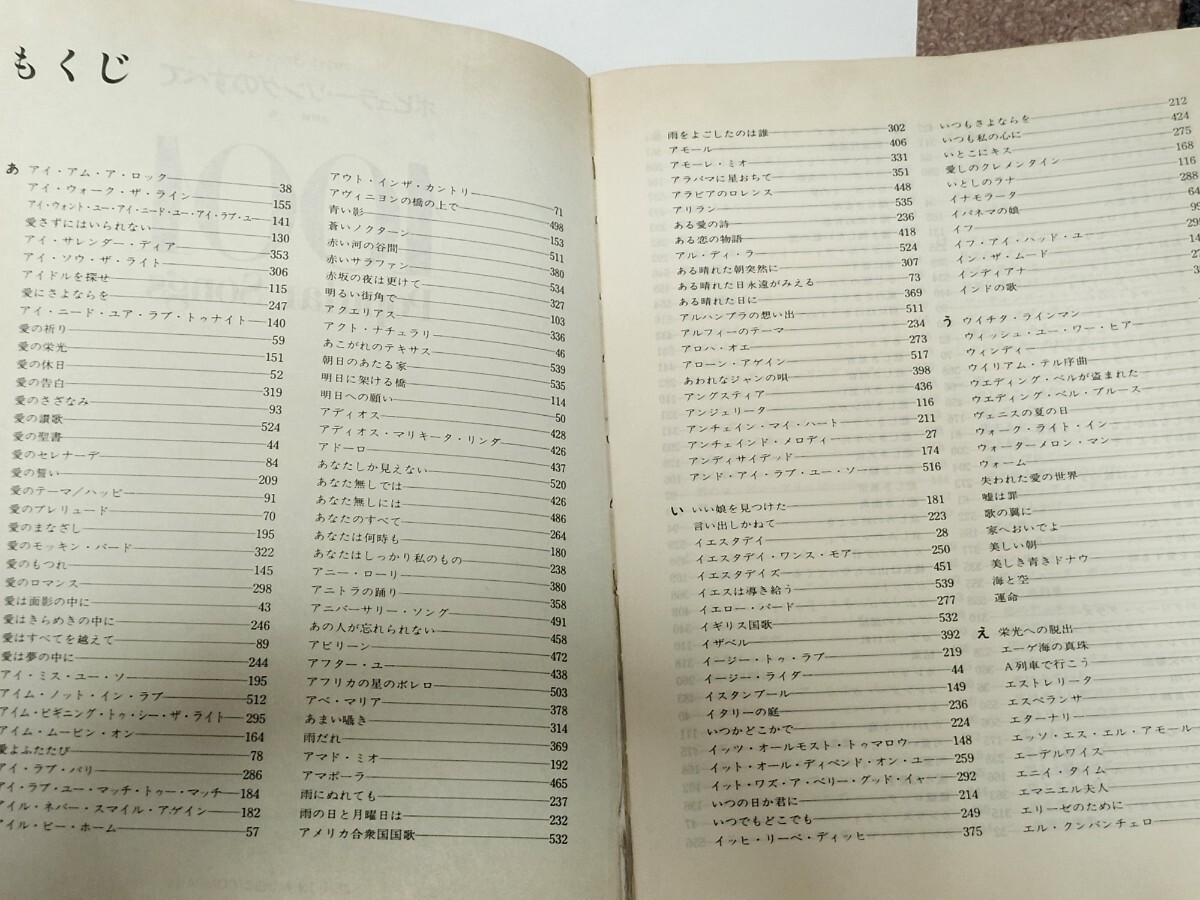 もくじ
あ アイ・アム・ア・ロック 38
アイ・ウォーク・ザ・ライン 155
アイ・ウォント・ユー・アイ・ニード・ユー・アイ・ラブ・ユー 141
愛さずにはいられない 130
アイ・サレンダー・ディア 353
アイ・ソウ・ザ・ライト 306
アイドルを探せ 115
愛にさよならを 247
アイ・ニード・ユア・ラブ・トゥナイト 140
愛の祈り 59
愛の栄光 151
愛の休日 52
愛の告白 319
愛のさざなみ 93
愛の讃歌 524
愛の聖書 44
愛のセレナーデ 84
愛の誓い 209
愛のテーマ/ハッピー 91
愛のプレリュード 70
愛のまなざし 195
愛のモッキン・バード 322
愛のもつれ 145
愛のロマンス 298
愛は面影の中に 43
愛はきらめきの中に 246
愛はすべてを越えて 89
愛は夢の中に 244
アイ・ミス・ユー・ソー 195
アイム・ノット・イン・ラブ 512
アイム・ビギニング・トゥ・シー・ザ・ライト 295
アイム・ムービン・オン 164
愛よふたたび 78
アイ・ラブ・パリ 286
アイ・ラブ・ユー・マッチ・トゥー・マッチ 184
アイル・ネバー・スマイル・アゲイン 182
アイル・ビー・ホーム 57
アウト・インザ・カントリー 71
アヴィニヨンの橋の上で 498
青い影 153
蒼いノクターン 511
赤い河の谷間 380
赤いサラファン 534
赤坂の夜は更けて 327
明るい街角で 103
アクエリアス 336
アクト・ナチュラリ 46
あこがれのテキサス 539
朝日のあたる家 535
明日に架ける橋 114
明日への願い 50
アディオス 428
アディオス・マリキータ・リンダ 426
アドーロ 437
あなたしか見えない 520
あなた無しでは 426
あなた無しには 486
あなたのすべて 264
あなたは何時も 180
あなたはしっかり私のもの 238
アニー・ローリ 380
アニトラの踊り 358
アニバーサリー・ソング 491
あの人が忘れられない 458
アビリーン 472
アフター・ユー 438
アフリカの星のボレロ 503
アベ・マリア 378
あまい囁き 314
雨だれ 369
アマド・ミオ 192
アマポーラ 465
雨にぬれても 237
雨の日と月曜日は 232
アメリカ合衆国国歌 532
雨をよごしたのは誰 302
アモール 406
アモーレ・ミオ 331
アラバマに星おちて 351
アラビアのロレンス 448
アリラン 535
ある愛の詩 236
ある恋の物語 418
アル・ディ・ラ 524
ある晴れた朝突然に 307
ある晴れた日永遠がみえる 73
ある晴れた日に 369
アルハンブラの想い出 511
アルフィーのテーマ 234
アロハ・オエ 273
アローン・アゲイン 517
あわれなジャンの唄 398
アングスティア 436
アンジェリータ 116
アンチェイン・マイ・ハート 211
アンチェインド・メロディ 27
アンディサイデッド 174
アンド・アイ・ラブ・ユー・ソー 516
い いい娘を見つけた 181
言い出しかねて 223
イエスタデイ 28
イエスタデイ・ワンス・モア 250
イエスタデイズ 451
イエスは導き給う 539
イエロー・バード 277
イギリス国歌 532
イザベル 392
イージー・トゥ・ラブ 219
イージー・ライダー 44
イスタンブール 149
イタリーの庭 236
いつかどこかで 224
イッツ・オールモスト・トゥマロウ 148
イット・オール・ディペンド・オン・ユー 259
イット・ワズ・ア・ベリー・グッド・イャー 292
いつの日か君に 214
いつでもどこでも 249
イッヒ・リーベ・ディッヒ 375
いつもさよならを 212
いつも私の心に 424
いとこにキス 275
愛しのクレメンタイン 168
いとしのラナ 116
イナモラータ 288
イパネマの娘 64
イフ
イフ・アイ・ハッド・ユー
イン・ザ・ムード
インディアナ
インドの歌
う ウイチタ・ラインマン
ウィッシュ・ユー・ワー・ヒア
ウィンディ
ウイリアム・テル序曲
ウエディング・ベルが盗まれた
ウエディング・ベル・ブルース
ヴェニスの夏の日
ウォーク・ライト・イン
ウォーターメロン・マン
ウォーム
失われた愛の世界
嘘は罪
歌の翼に
家へおいでよ
美しい朝
美しき青きドナウ
海と空
運命
え 栄光への脱出
エーゲ海の真珠
A列車で行こう
エストレリータ
エスペランサ
エターナリー
エッソ・エス・エル・アモール
エーデルワイス
エニイ・タイム
エマニエル夫人
エリーゼのために
エル・クンバンチェロ